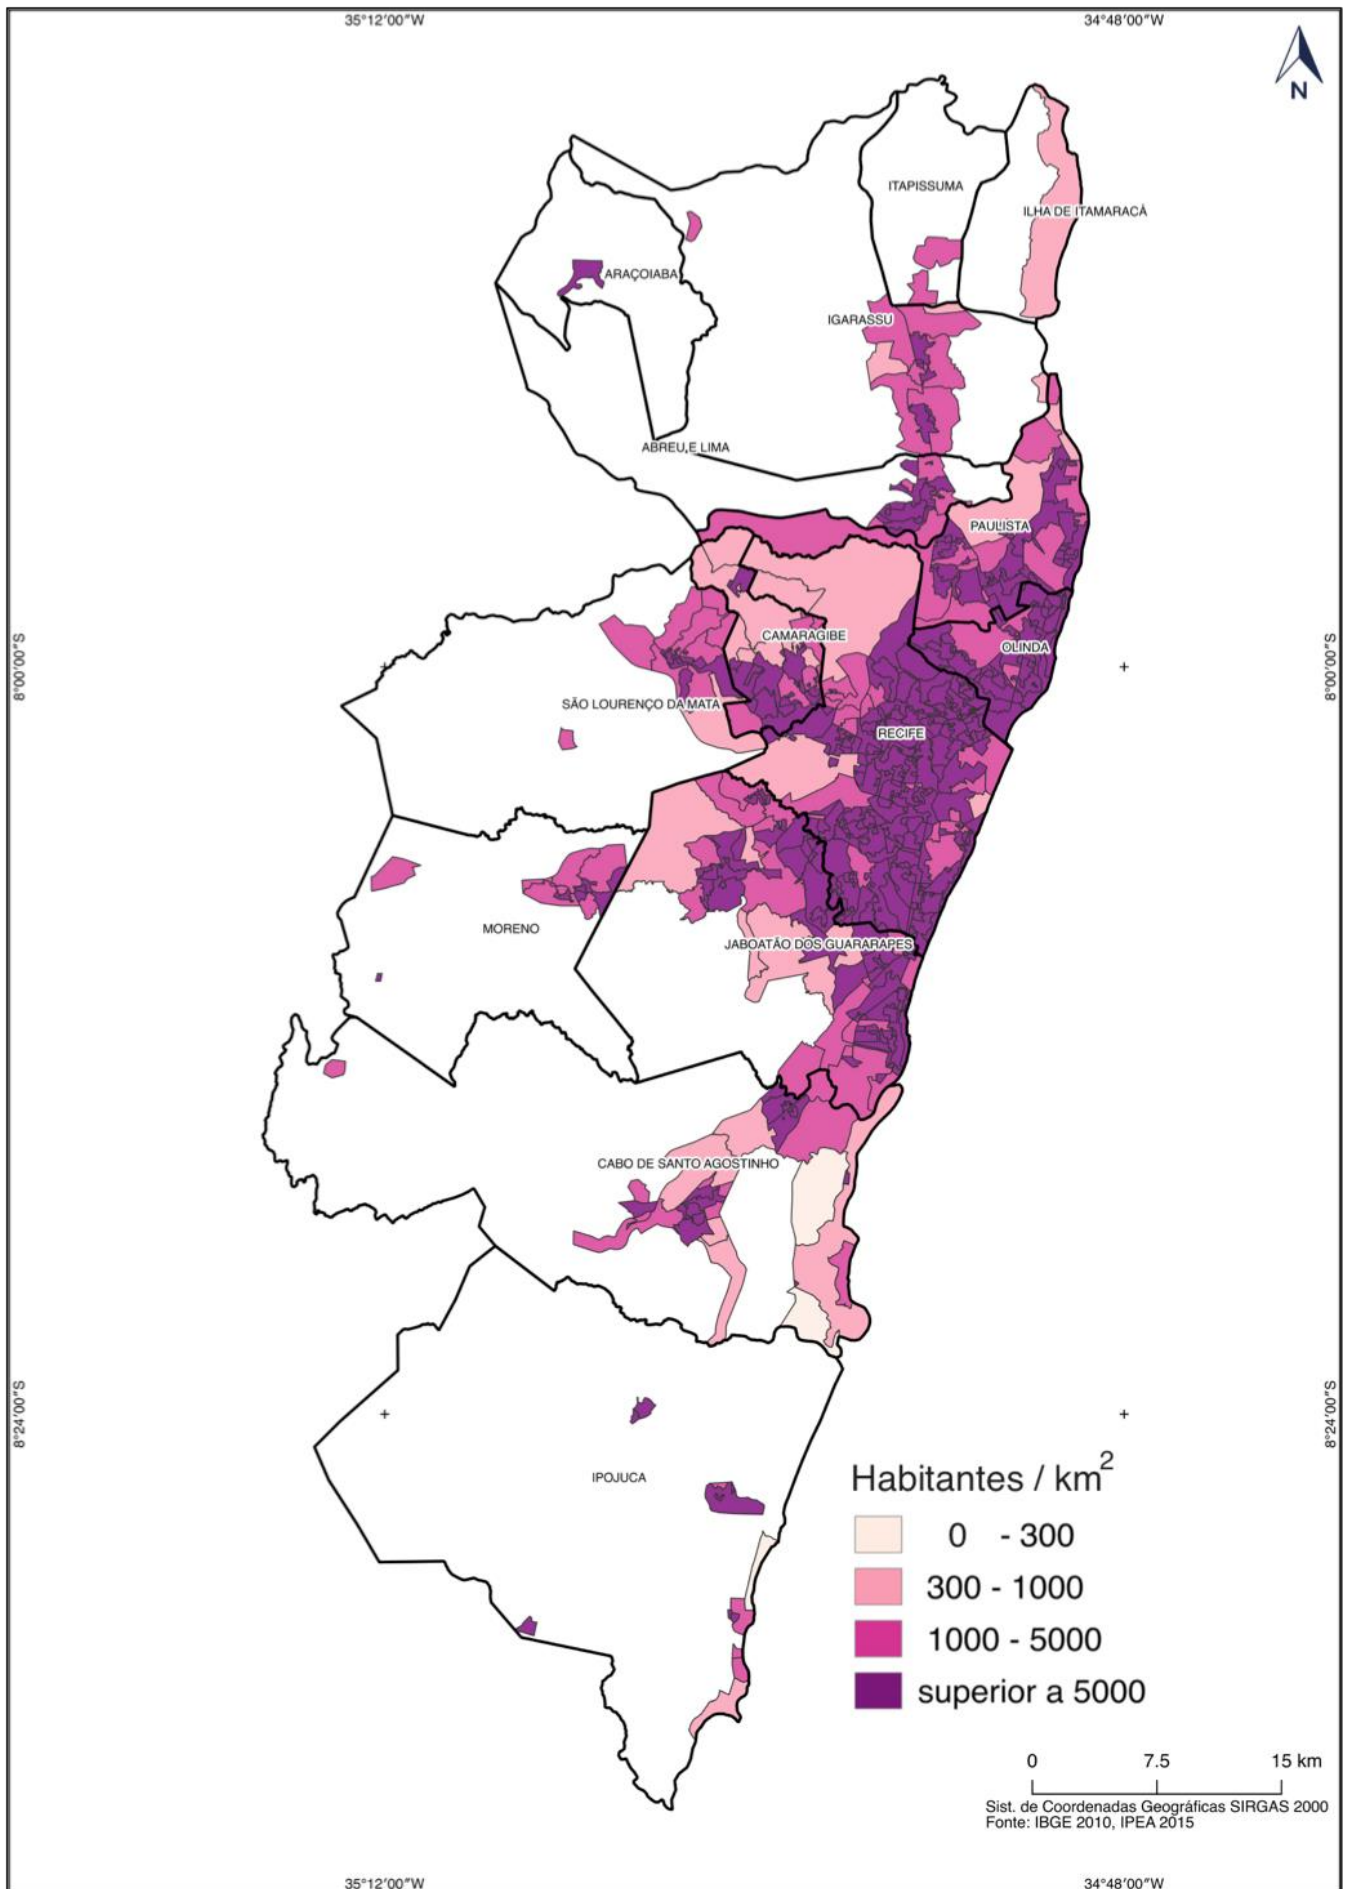 35°12'00"W
34°48'00"W
N
ITAPISSUMA
ILHA DE ITAMARACÁ
ARAÇOIABA
IGARASSU
ABREU E LIMA
PAULISTA
CAMARAGIBE
OLINDA
8°00'00"S
8°00'00"S
SÃO LOURENÇO DA MATA
RECIFE
MORENO
JABOATÃO DOS GUARARAPES
CABO DE SANTO AGOSTINHO
8°24'00"S
8°24'00"S
IPOJUCA
Habitantes / km²
0 - 300
300 - 1000
1000 - 5000
superior a 5000
0 7.5 15 km
Sist. de Coordenadas Geográficas SIRGAS 2000
Fonte: IBGE 2010, IPEA 2015
35°12'00"W
34°48'00"W